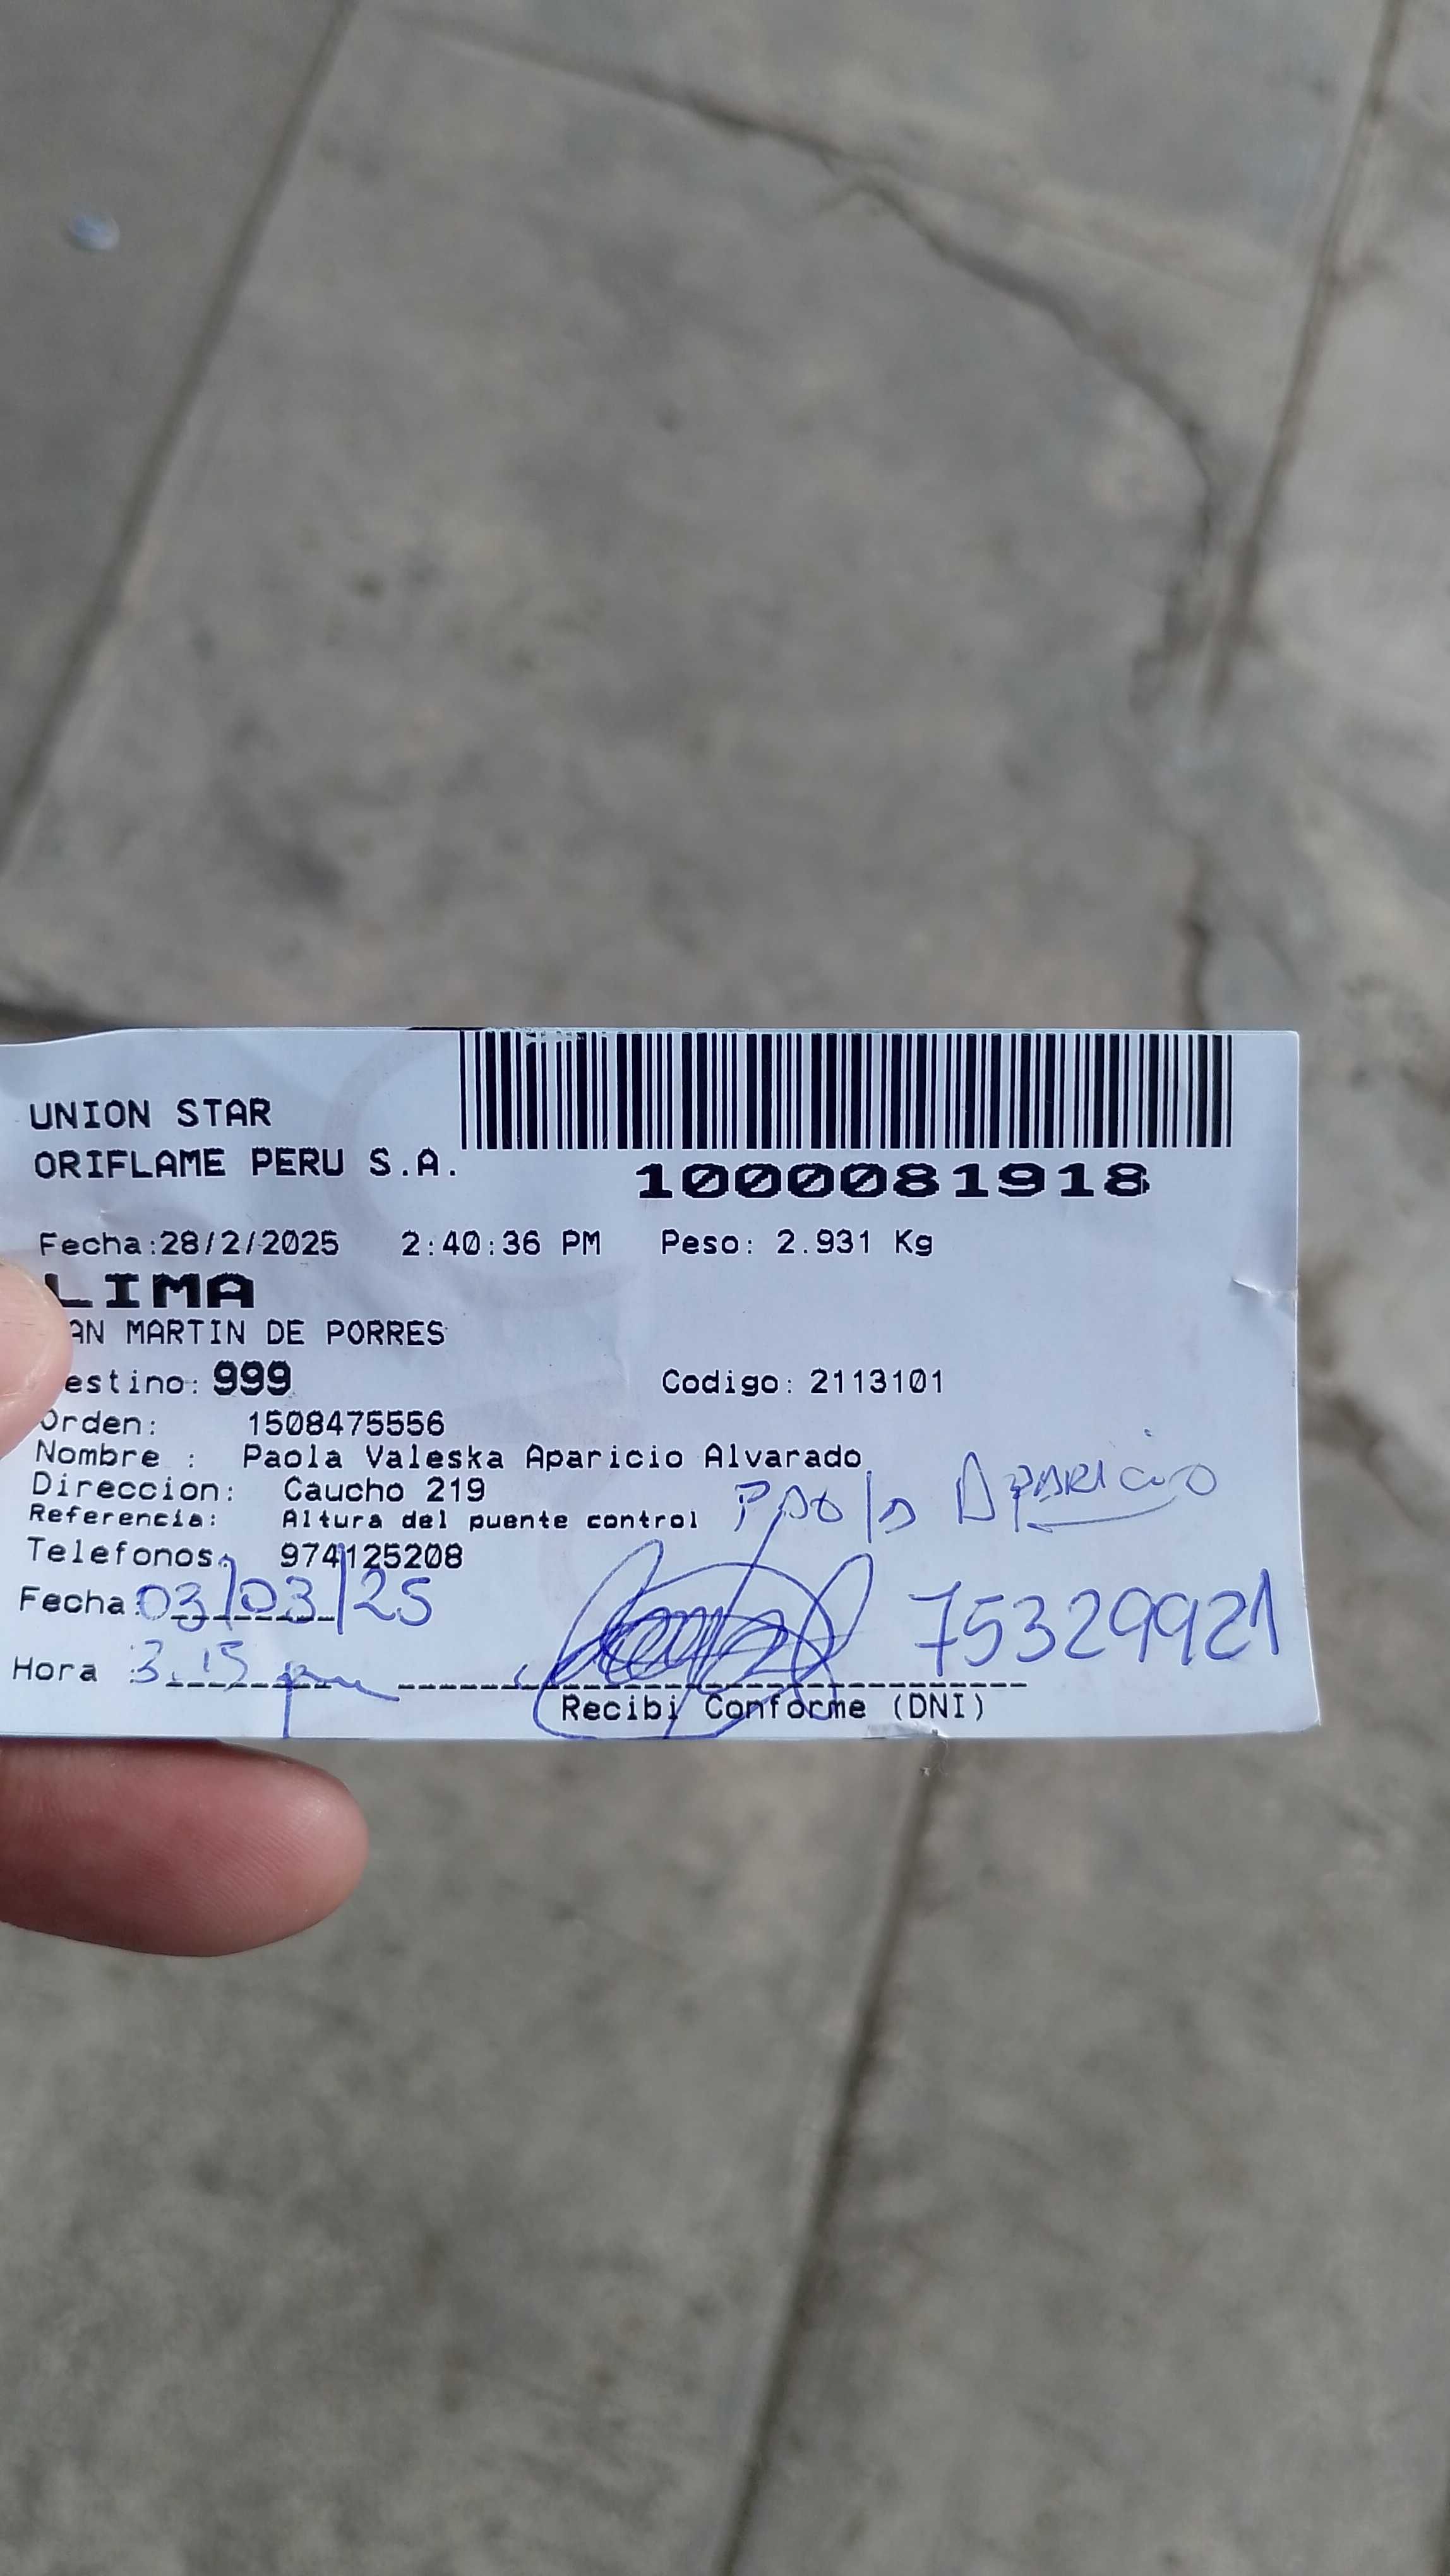 UNION STAR
ORIFLAME PERU S.A.
1000081918
Fecha:28/2/2025 2:40:36 PM Peso: 2.931 Kg
LIMA
AN MARTIN DE PORRES
estino: 999 Codigo: 2113101
Orden: 1508475556
Nombre : Paola Valeska Aparicio Alvarado
Direccion: Caucho 219
Paola Aparicio
Referencia: Altura del puente control
Telefonos: 974125208
Fecha: 03/03/25
75329921
Hora 3.15 pm
Recibi Conforme (DNI)